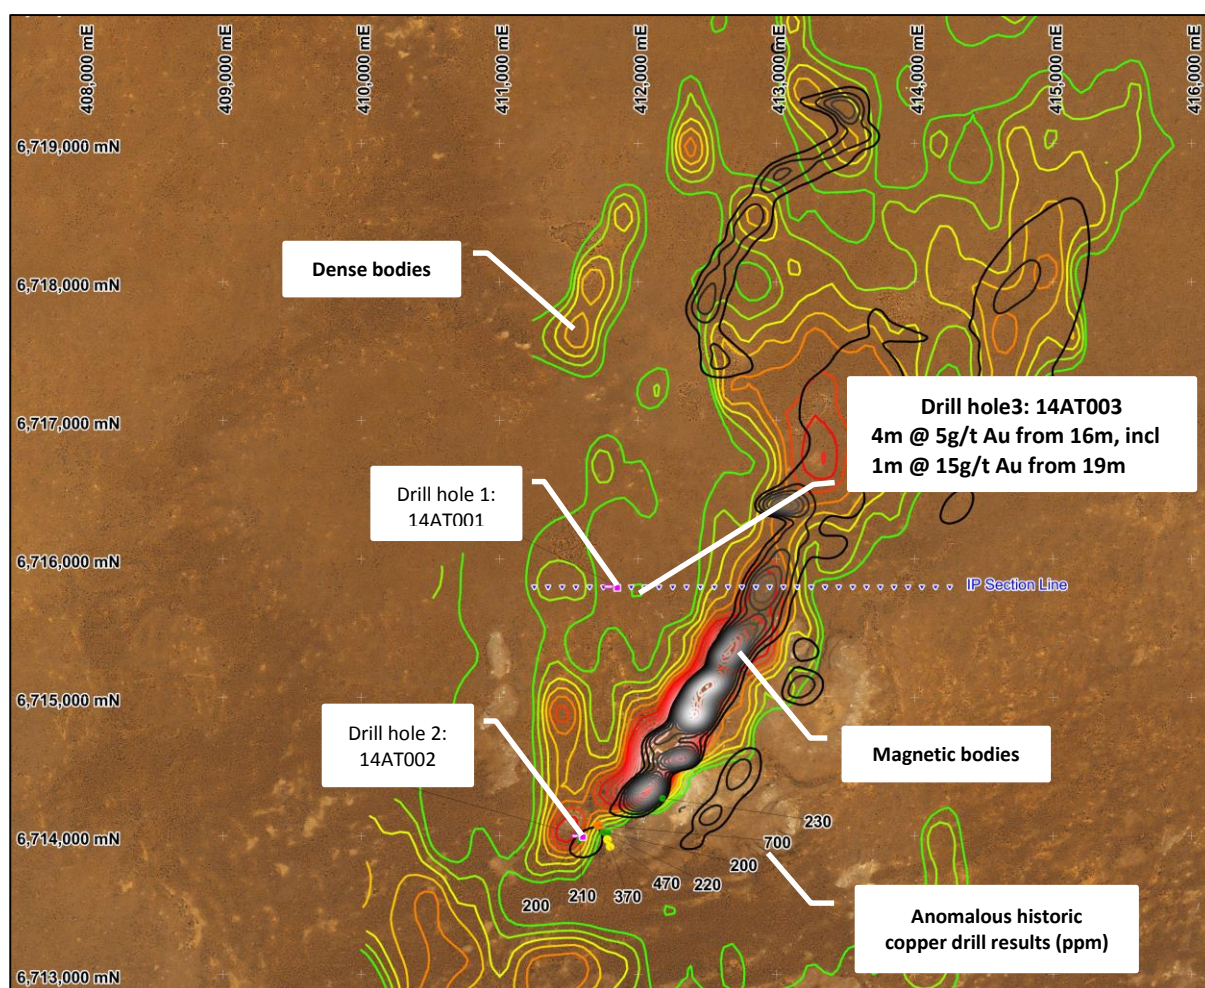 408,000 mE
409,000 mE
410,000 mE
411,000 mE
412,000 mE
413,000 mE
414,000 mE
415,000 mE
416,000 mE
6,719,000 mN
Dense bodies
6,718,000 mN
6,717,000 mN
Drill hole3: 14AT003
4m @ 5g/t Au from 16m, incl
1m @ 15g/t Au from 19m
Drill hole 1:
14AT001
6,716,000 mN
IP Section Line
6,715,000 mN
Drill hole 2:
14AT002
Magnetic bodies
6,714,000 mN
230
700
200
220
470
370
210
200
Anomalous historic
copper drill results (ppm)
6,713,000 mN